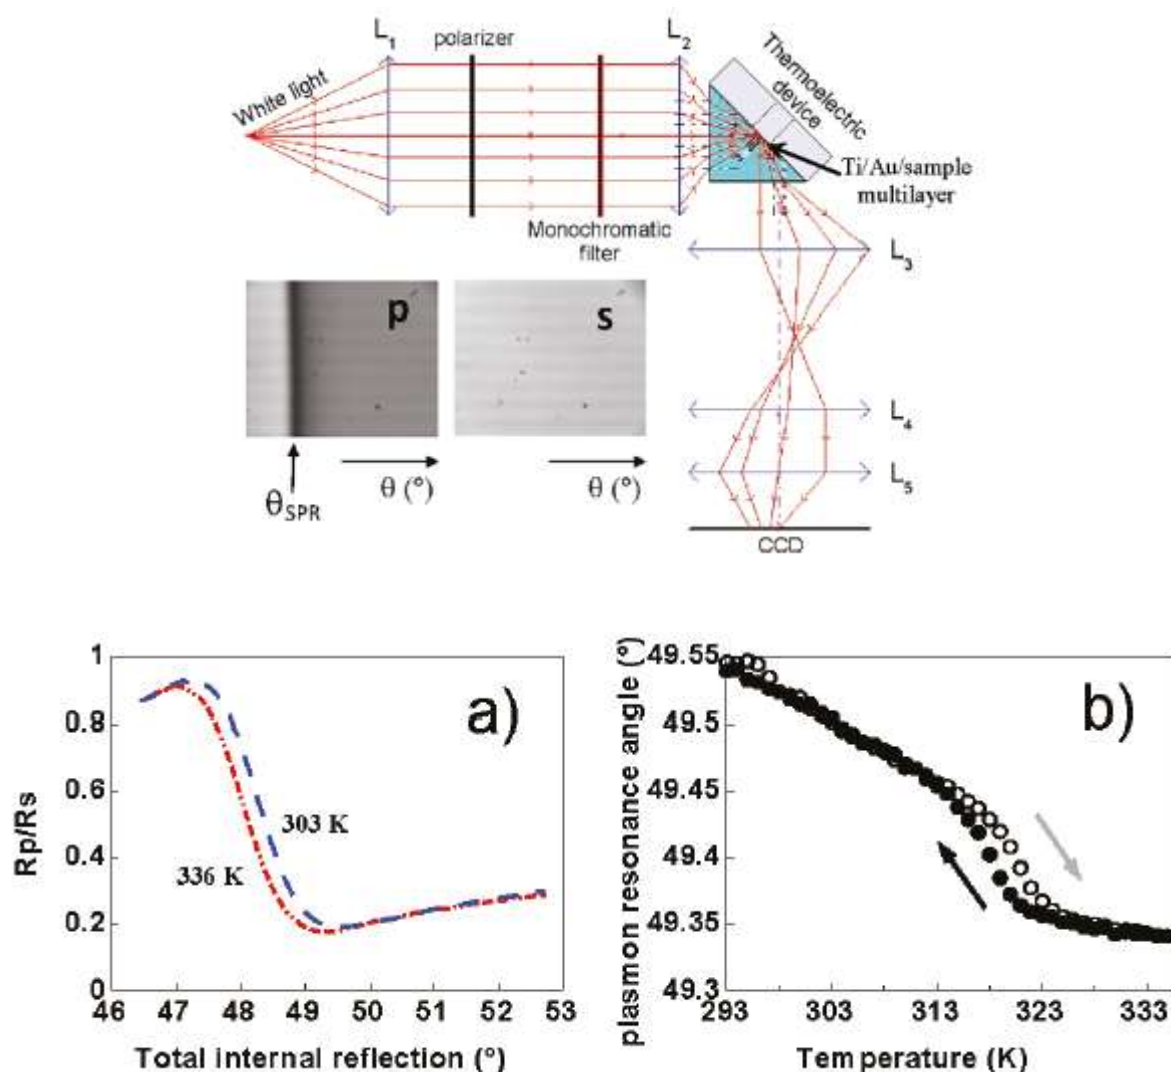 L1
polarizer
L2
White light
Thermoelectric
device
Ti/Au/sample
multilayer
Monochromatic
filter
L3
p
s
L4
θSPR
θ (°)
θ (°)
L5
CCD
a)
Rp/Rs
1
0.8
0.6
0.4
0.2
0
303 K
336 K
46 47 48 49 50 51 52 53
Total internal reflection (°)
b)
plasmon resonance angle (°)
49.55
49.5
49.45
49.4
49.35
49.3
293 303 313 323 333
Temperature (K)